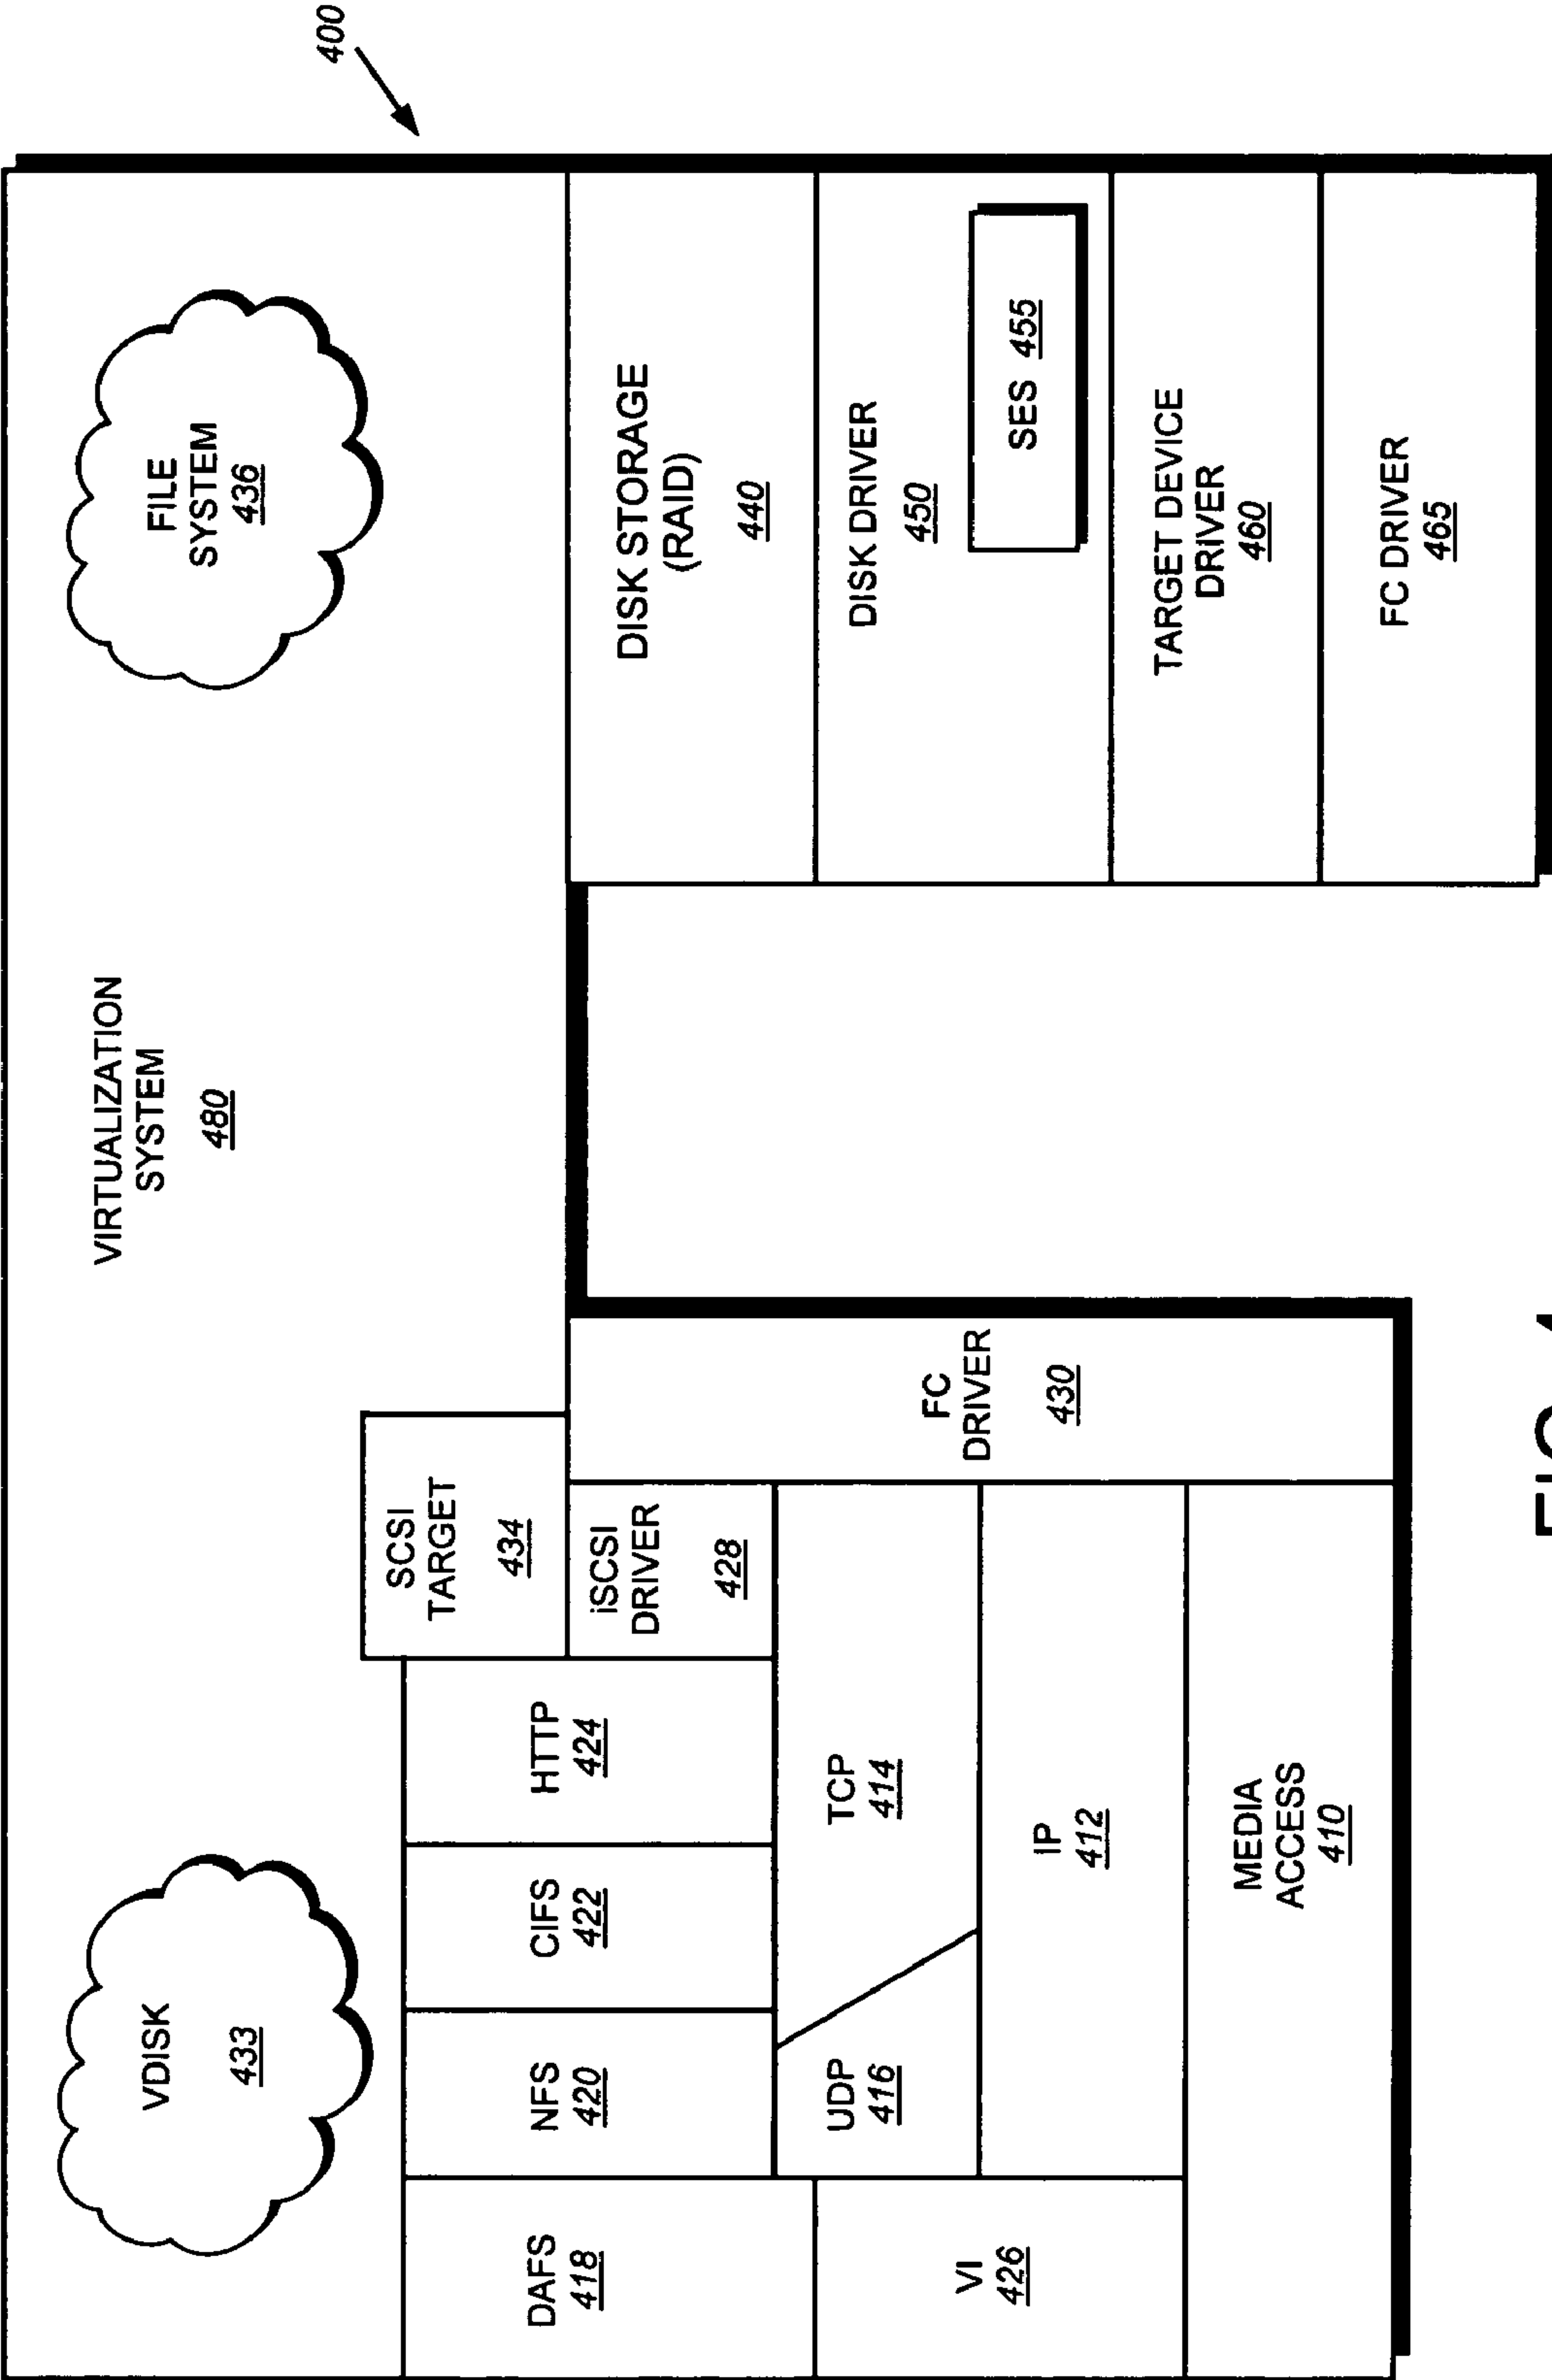 400
VIRTUALIZATION
SYSTEM
480
VDISK
433
FILE
SYSTEM
436
SCSI
TARGET
434
DAFS
418
NFS
420
CIFS
422
HTTP
424
iSCSI
DRIVER
428
UDP
416
TCP
414
VI
426
IP
412
MEDIA
ACCESS
410
FC
DRIVER
430
DISK STORAGE
(RAID)
440
DISK DRIVER
450
SES 455
TARGET DEVICE
DRIVER
460
FC DRIVER
465